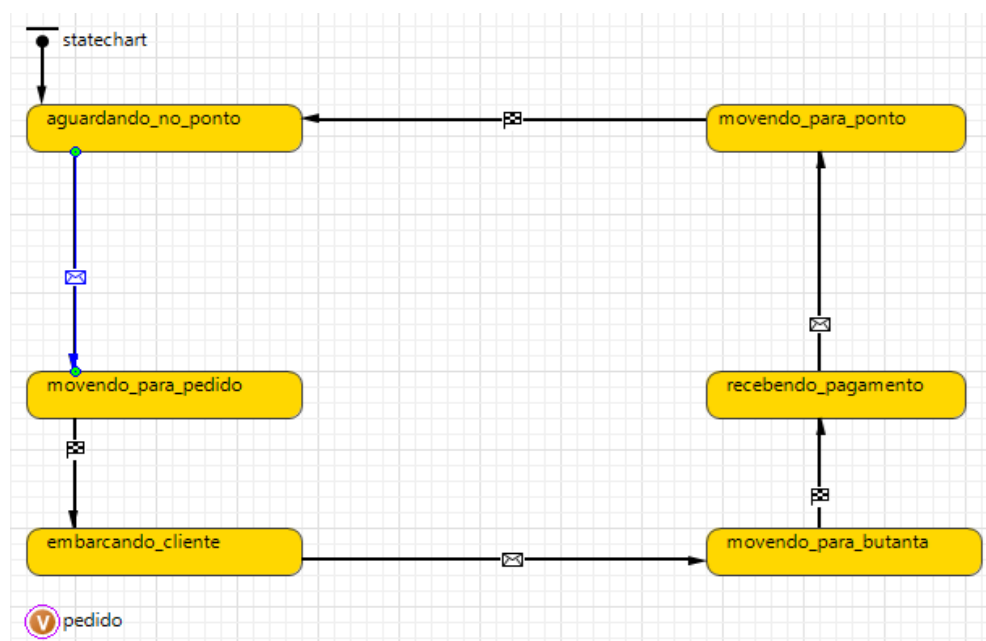 statechart
aguardando_no_ponto
movendo_para_ponto
movendo_para_pedido
recebendo_pagamento
embarcando_cliente
movendo_para_butanta
V pedido